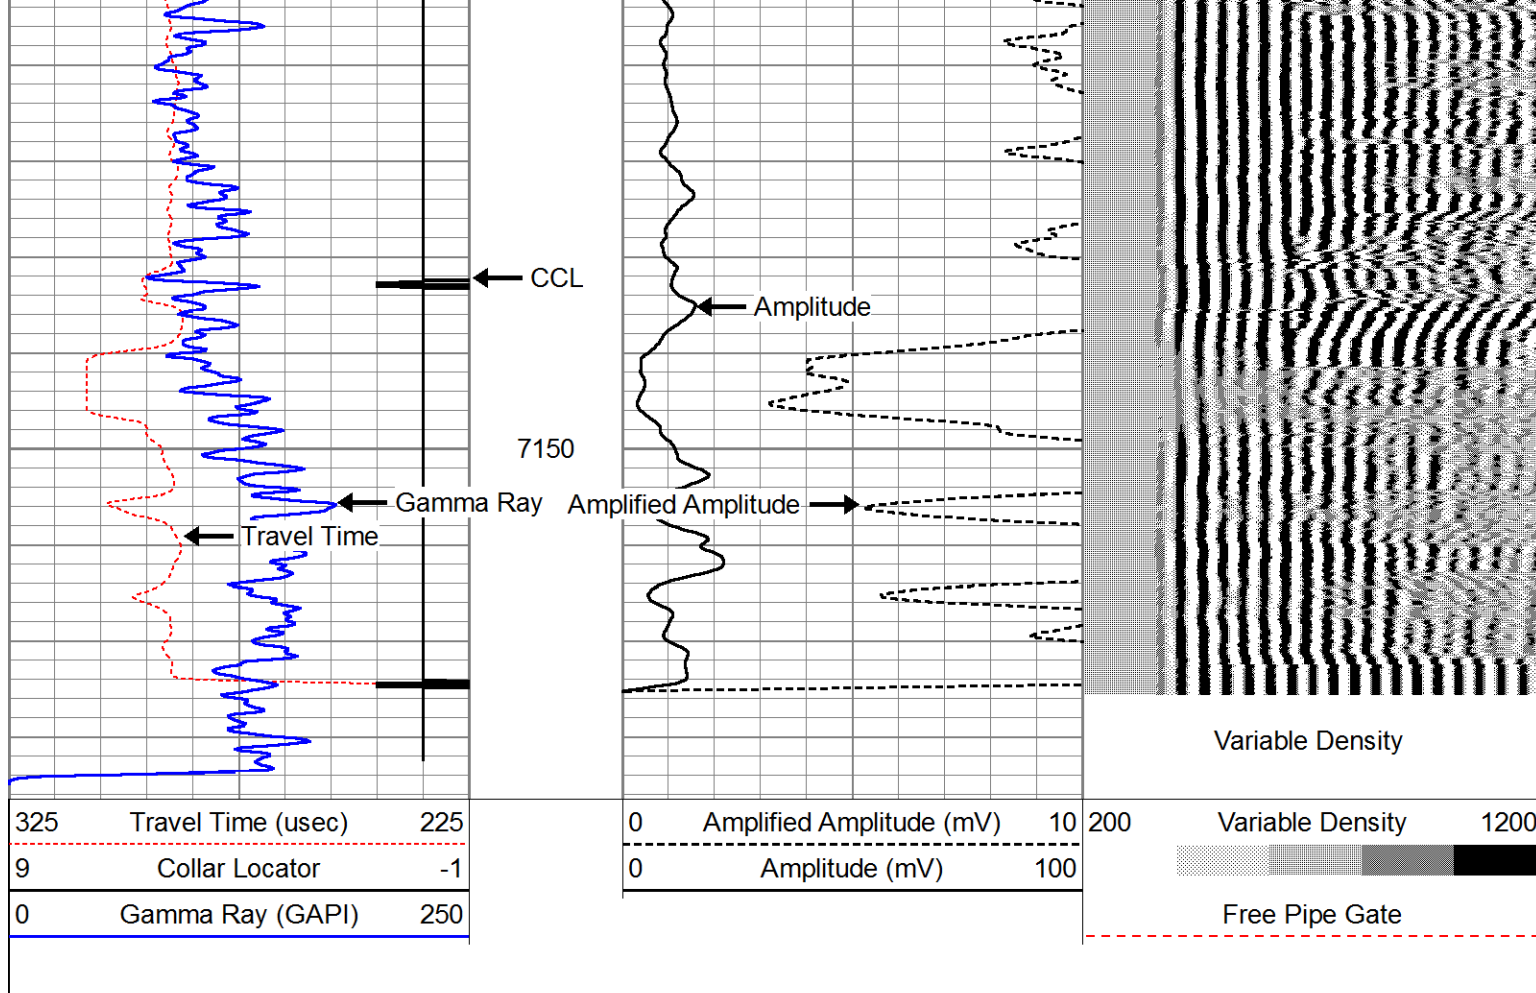 CCL
Amplitude
7150
Gamma Ray
Amplified Amplitude
Travel Time
Variable Density
325 Travel Time (usec) 225
0 Amplified Amplitude (mV) 10
200 Variable Density 1200
9 Collar Locator -1
0 Amplitude (mV) 100
0 Gamma Ray (GAPI) 250
Free Pipe Gate